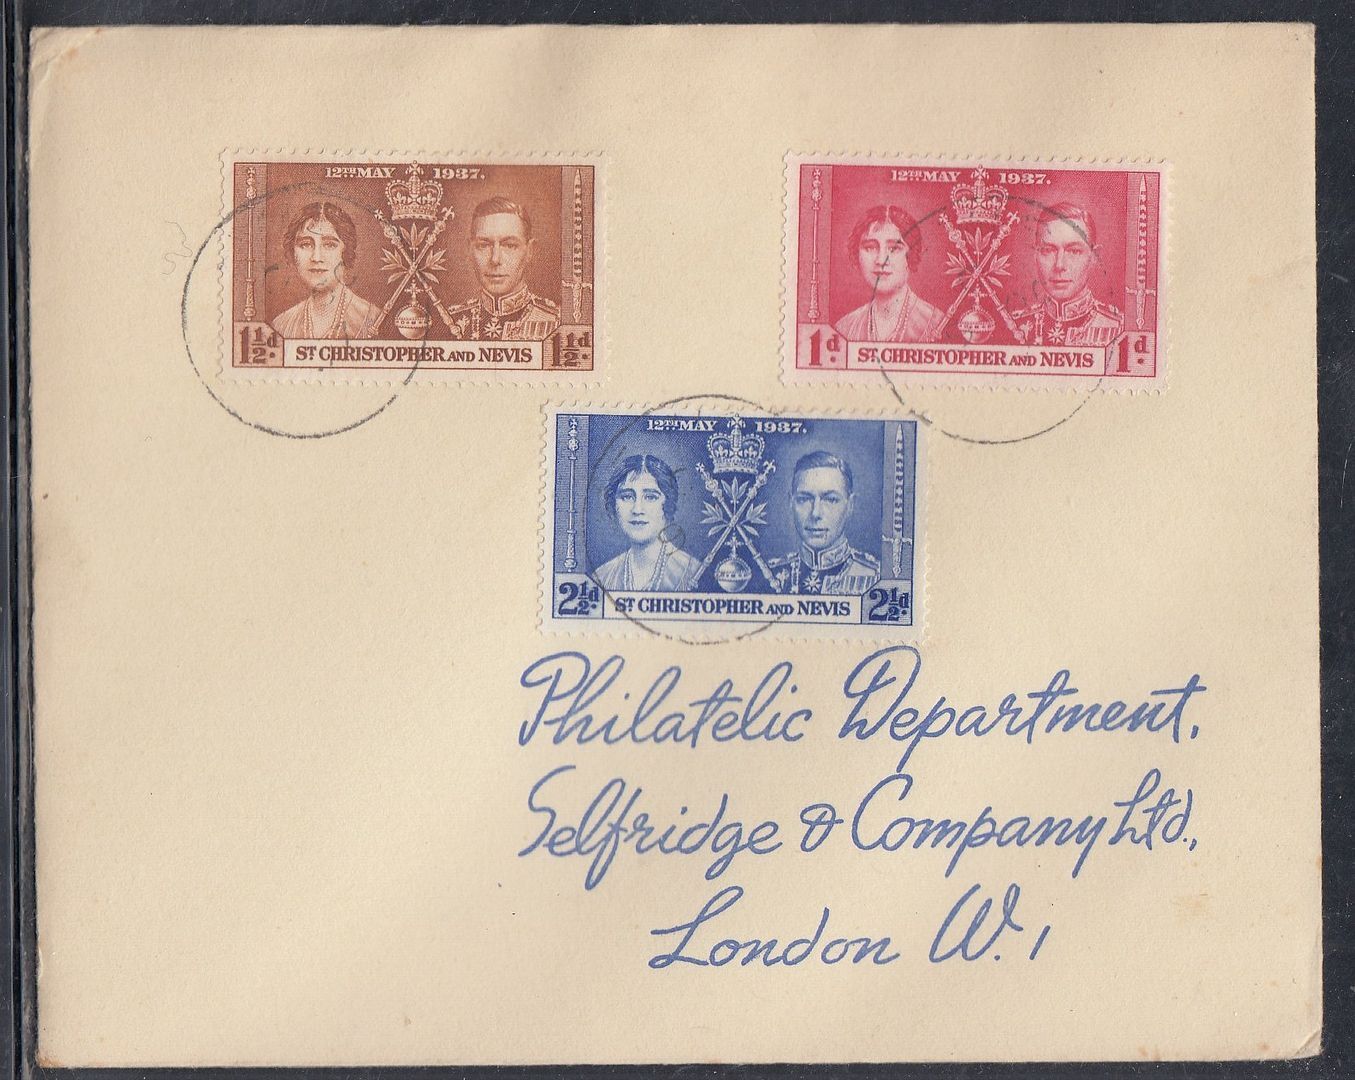 12TH MAY 1937.
1½d ST CHRISTOPHER AND NEVIS 1½d.
12TH MAY 1937.
1d. ST CHRISTOPHER AND NEVIS 1d.
12TH MAY 1937.
2½d. ST CHRISTOPHER AND NEVIS 2½d.
Philatelic Department,
Selfridge & Company Ltd.,
London W.1